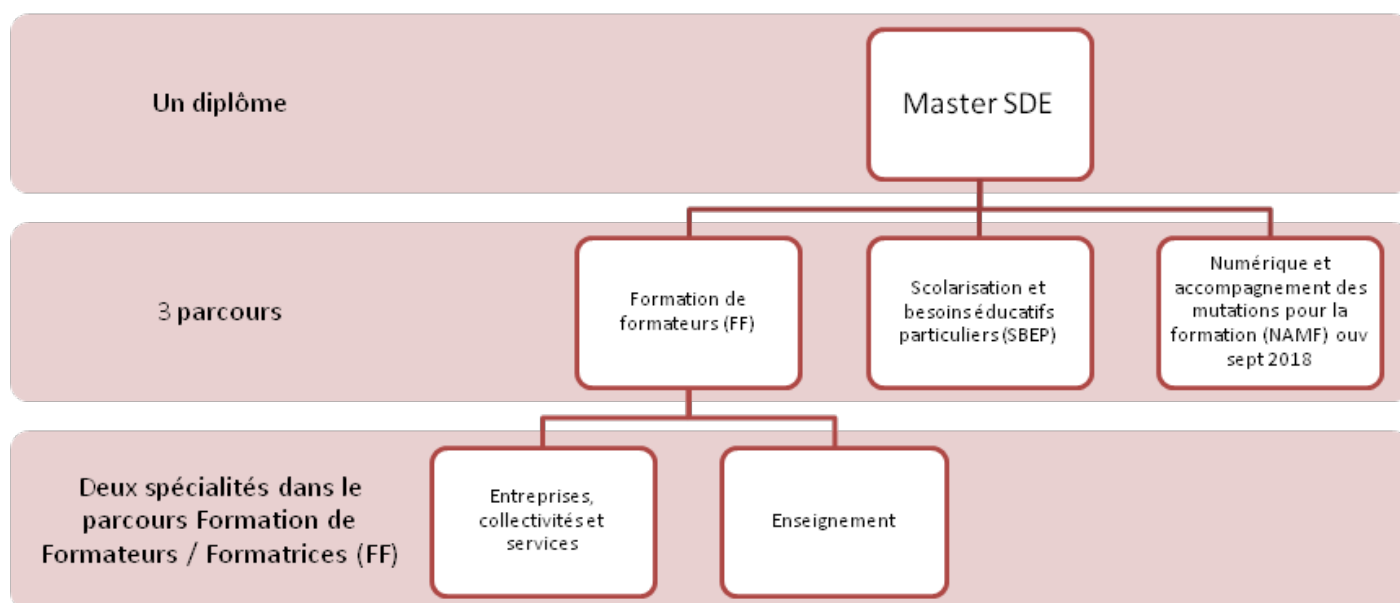 Un diplôme
Master SDE
3 parcours
Formation de
formateurs (FF)
Scolarisation et
besoins éducatifs
particuliers (SBEP)
Numérique et
accompagnement des
mutations pour la
formation (NAMF) ouv
sept 2018
Deux spécialités dans le
parcours Formation de
Formateurs / Formatrices (FF)
Entreprises,
collectivités et
services
Enseignement